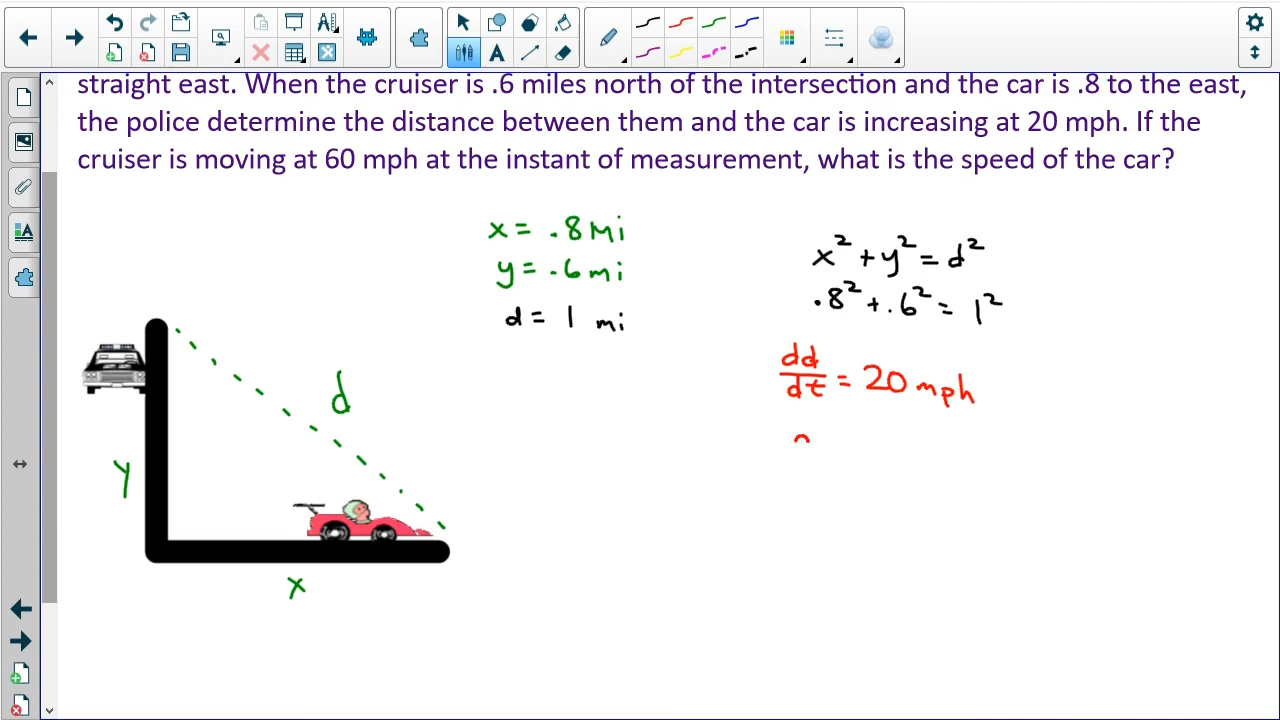 straight east. When the cruiser is .6 miles north of the intersection and the car is .8 to the east,
the police determine the distance between them and the car is increasing at 20 mph. If the
cruiser is moving at 60 mph at the instant of measurement, what is the speed of the car?
x = .8 mi
y = .6 mi
d = 1 mi
x² + y² = d²
.8² + .6² = 1²
dd/dt = 20 mph
d
y
x